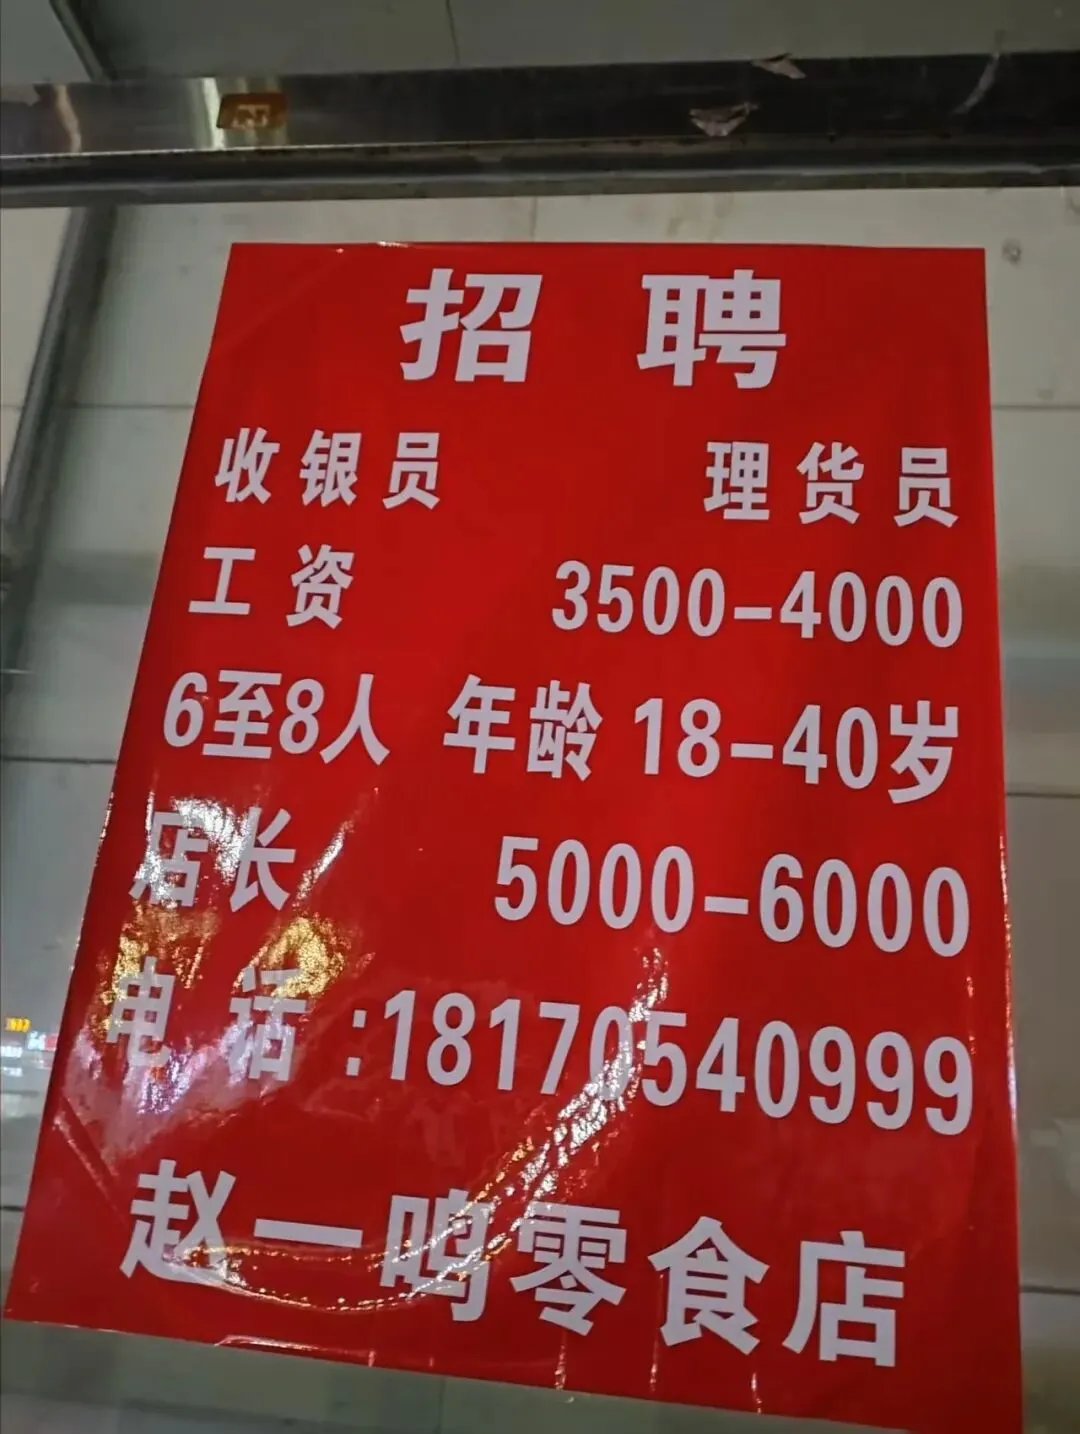 招聘
收银员 理货员
工资 3500-4000
6至8人 年龄 18-40岁
店长 5000-6000
电话:18170540999
赵一鸣零食店